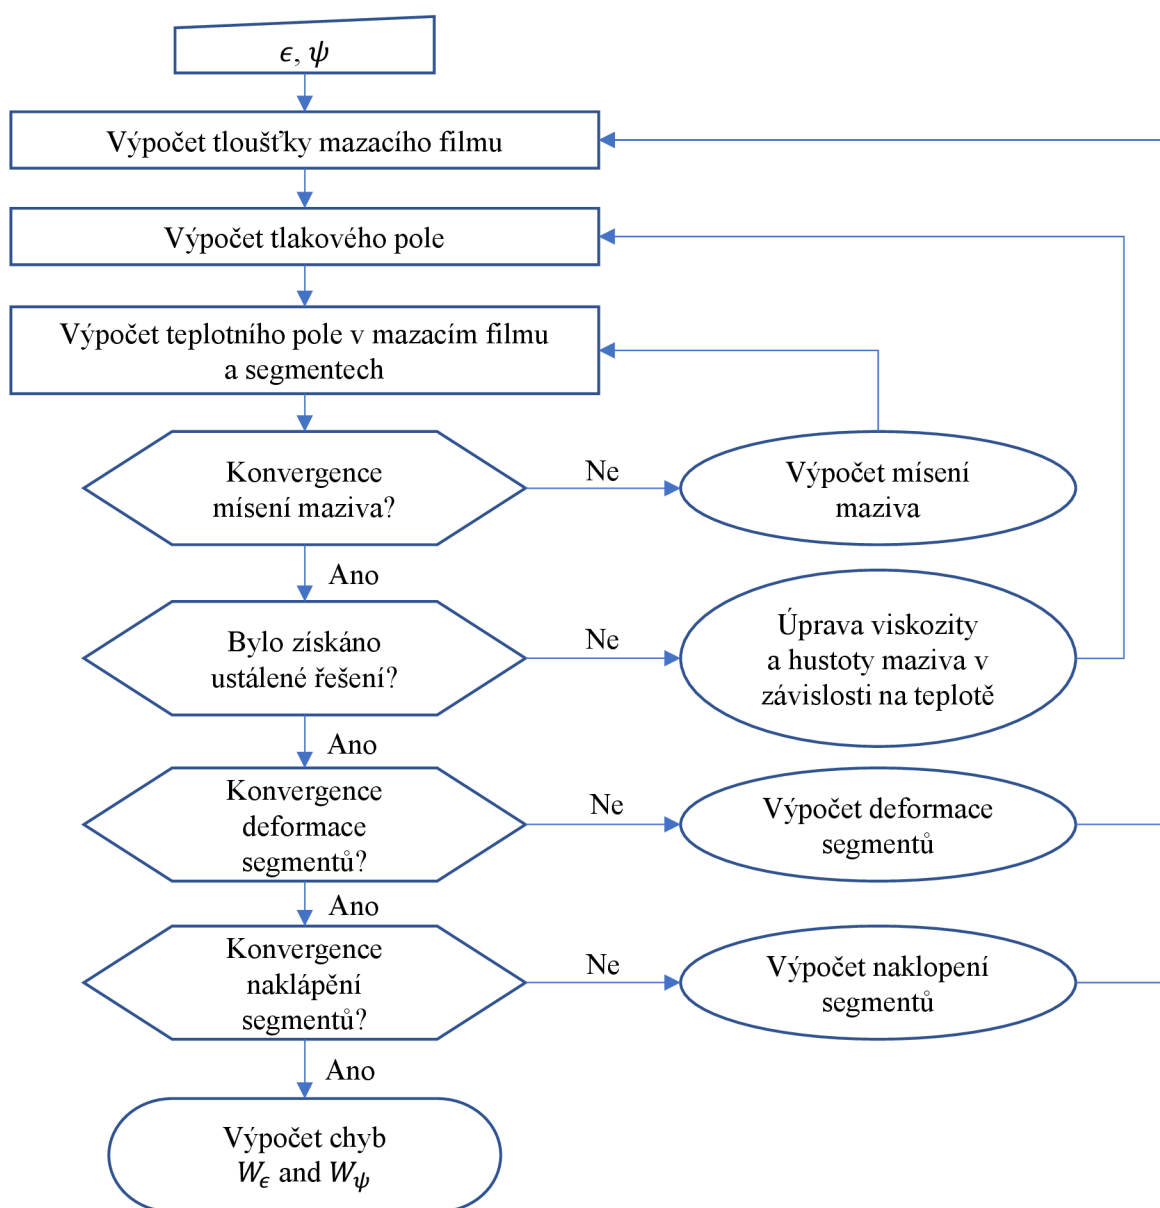 ϵ, ψ
Výpočet tloušťky mazacího filmu
Výpočet tlakového pole
Výpočet teplotního pole v mazacím filmu
a segmentech
Konvergence
mísení maziva?
Ne
Výpočet mísení
maziva
Ano
Bylo získáno
ustálené řešení?
Ne
Úprava viskozity
a hustoty maziva v
závislosti na teplotě
Ano
Konvergence
deformace
segmentů?
Ne
Výpočet deformace
segmentů
Ano
Konvergence
naklápění
segmentů?
Ne
Výpočet naklopení
segmentů
Ano
Výpočet chyb
W_ϵ and W_ψ